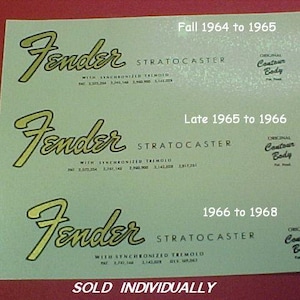 Fall 1964 to 1965
Fender STRATOCASTER
WITH SYNCHRONIZED TREMOLO
ORIGINAL
Contour
Body
Late 1965 to 1966
Fender STRATOCASTER
WITH SYNCHRONIZED TREMOLO
ORIGINAL
Contour
Body
1966 to 1968
Fender STRATOCASTER
WITH SYNCHRONIZED TREMOLO
SOLD INDIVIDUALLY